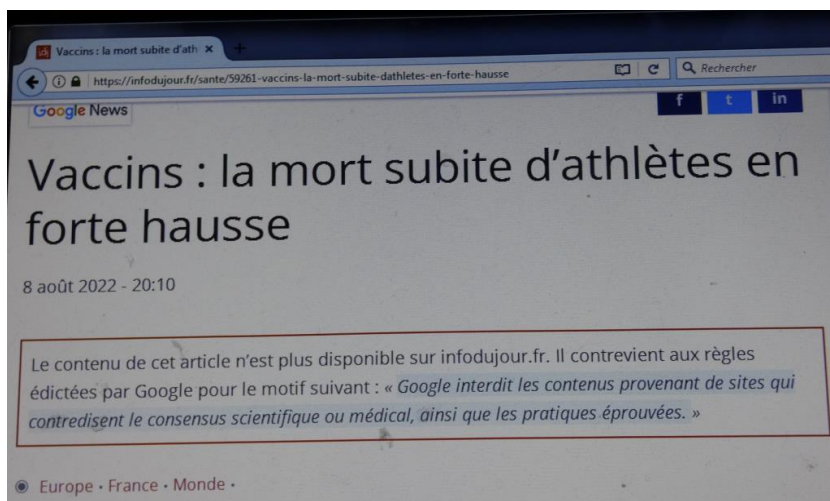 Vaccins : la mort subite d'ath ×
https://infodujour.fr/sante/59261-vaccins-la-mort-subite-dathletes-en-forte-hausse
Rechercher
Google News
f t in
Vaccins : la mort subite d'athlètes en
forte hausse
8 août 2022 - 20:10
Le contenu de cet article n'est plus disponible sur infodujour.fr. Il contrevient aux règles
édictées par Google pour le motif suivant : « Google interdit les contenus provenant de sites qui
contredisent le consensus scientifique ou médical, ainsi que les pratiques éprouvées. »
Europe • France • Monde •